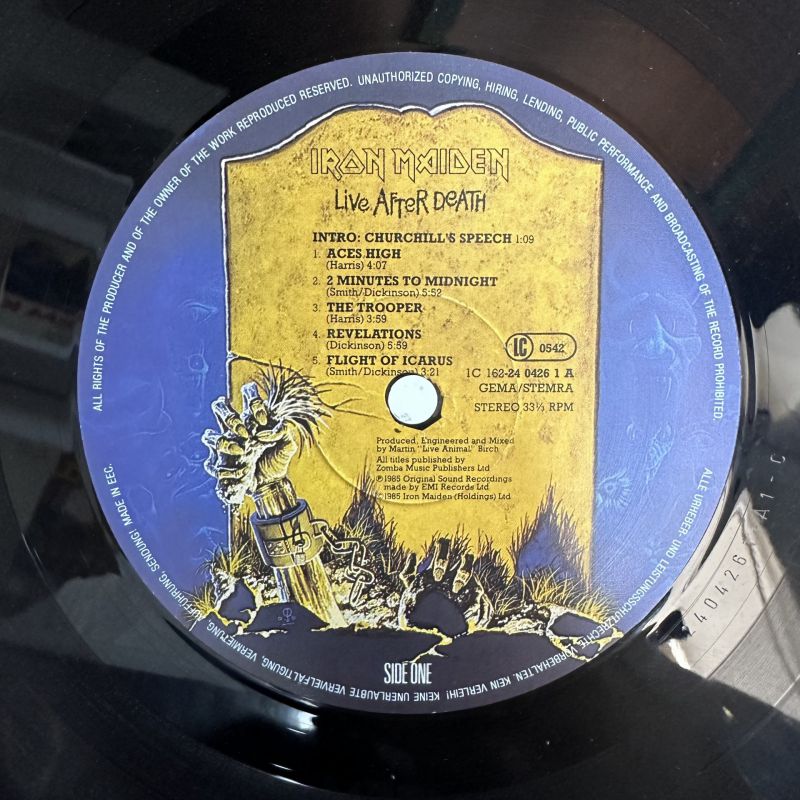 ALL RIGHTS OF THE PRODUCER AND OF THE OWNER OF THE WORK REPRODUCED RESERVED. UNAUTHORIZED COPYING, HIRING, LENDING, PUBLIC PERFORMANCE AND BROADCASTING OF THE RECORD PROHIBITED.
IRON MAIDEN
LIVE AFTER DEATH
INTRO: CHURCHILL'S SPEECH 1:09
1. ACES HIGH
(Harris) 4:07
2. 2 MINUTES TO MIDNIGHT
(Smith/Dickinson) 5:52
3. THE TROOPER
(Harris) 3:59
4. REVELATIONS
(Dickinson) 5:59
5. FLIGHT OF ICARUS
(Smith/Dickinson) 3:21
LC 0542
1C 162-24 0426 1 A
GEMA/STEMRA
STEREO 33⅓ RPM
Produced, Engineered and Mixed
by Martin "Live Animal" Birch
All titles published by
Zomba Music Publishers Ltd
℗ 1985 Original Sound Recordings
made by EMI Records Ltd
© 1985 Iron Maiden (Holdings) Ltd
SIDE ONE
ALLE URHEBER- UND LEISTUNGSSCHUTZRECHTE VORBEHALTEN. KEIN VERLEIH! KEINE UNERLAUBTE VERVIELFÄLTIGUNG, VERMIETUNG, AUFFÜHRUNG, SENDUNG! MADE IN EEC.
240426 A1-C